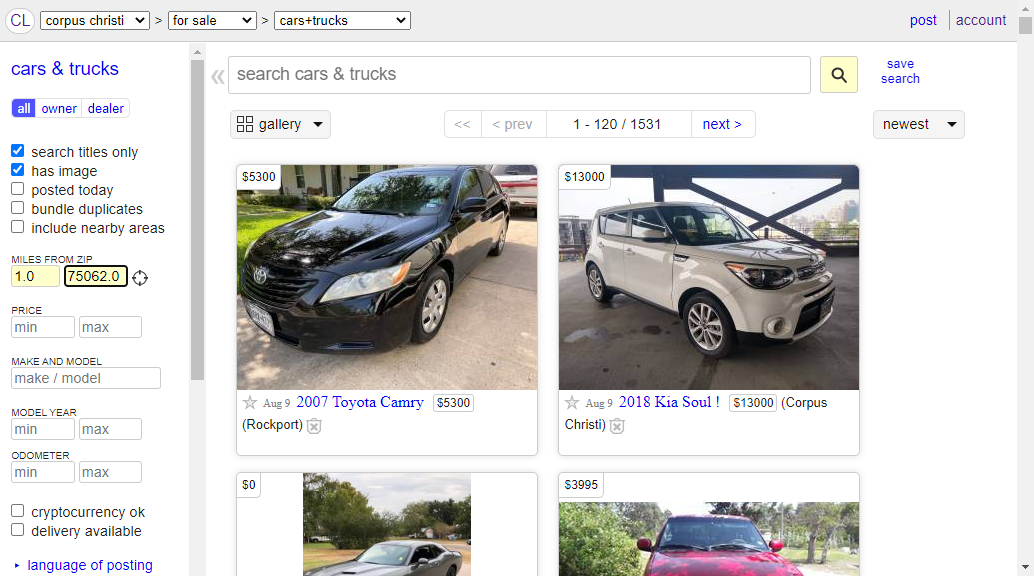 CL corpus christi > for sale > cars+trucks post account
cars & trucks
all owner dealer
search titles only
has image
posted today
bundle duplicates
include nearby areas
MILES FROM ZIP
1.0 75062.0
PRICE
min max
MAKE AND MODEL
make / model
MODEL YEAR
min max
ODOMETER
min max
cryptocurrency ok
delivery available
language of posting
« search cars & trucks
save
search
gallery << < prev 1 - 120 / 1531 next > newest
$5300
Aug 9 2007 Toyota Camry $5300
(Rockport)
$13000
Aug 9 2018 Kia Soul ! $13000 (Corpus
Christi)
$0
$3995